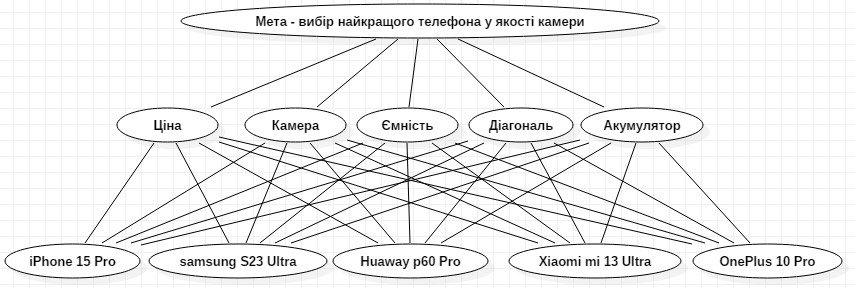 Мета - вибір найкращого телефона у якості камери
Ціна
Камера
Ємність
Діагональ
Акумулятор
iPhone 15 Pro
samsung S23 Ultra
Huaway p60 Pro
Xiaomi mi 13 Ultra
OnePlus 10 Pro